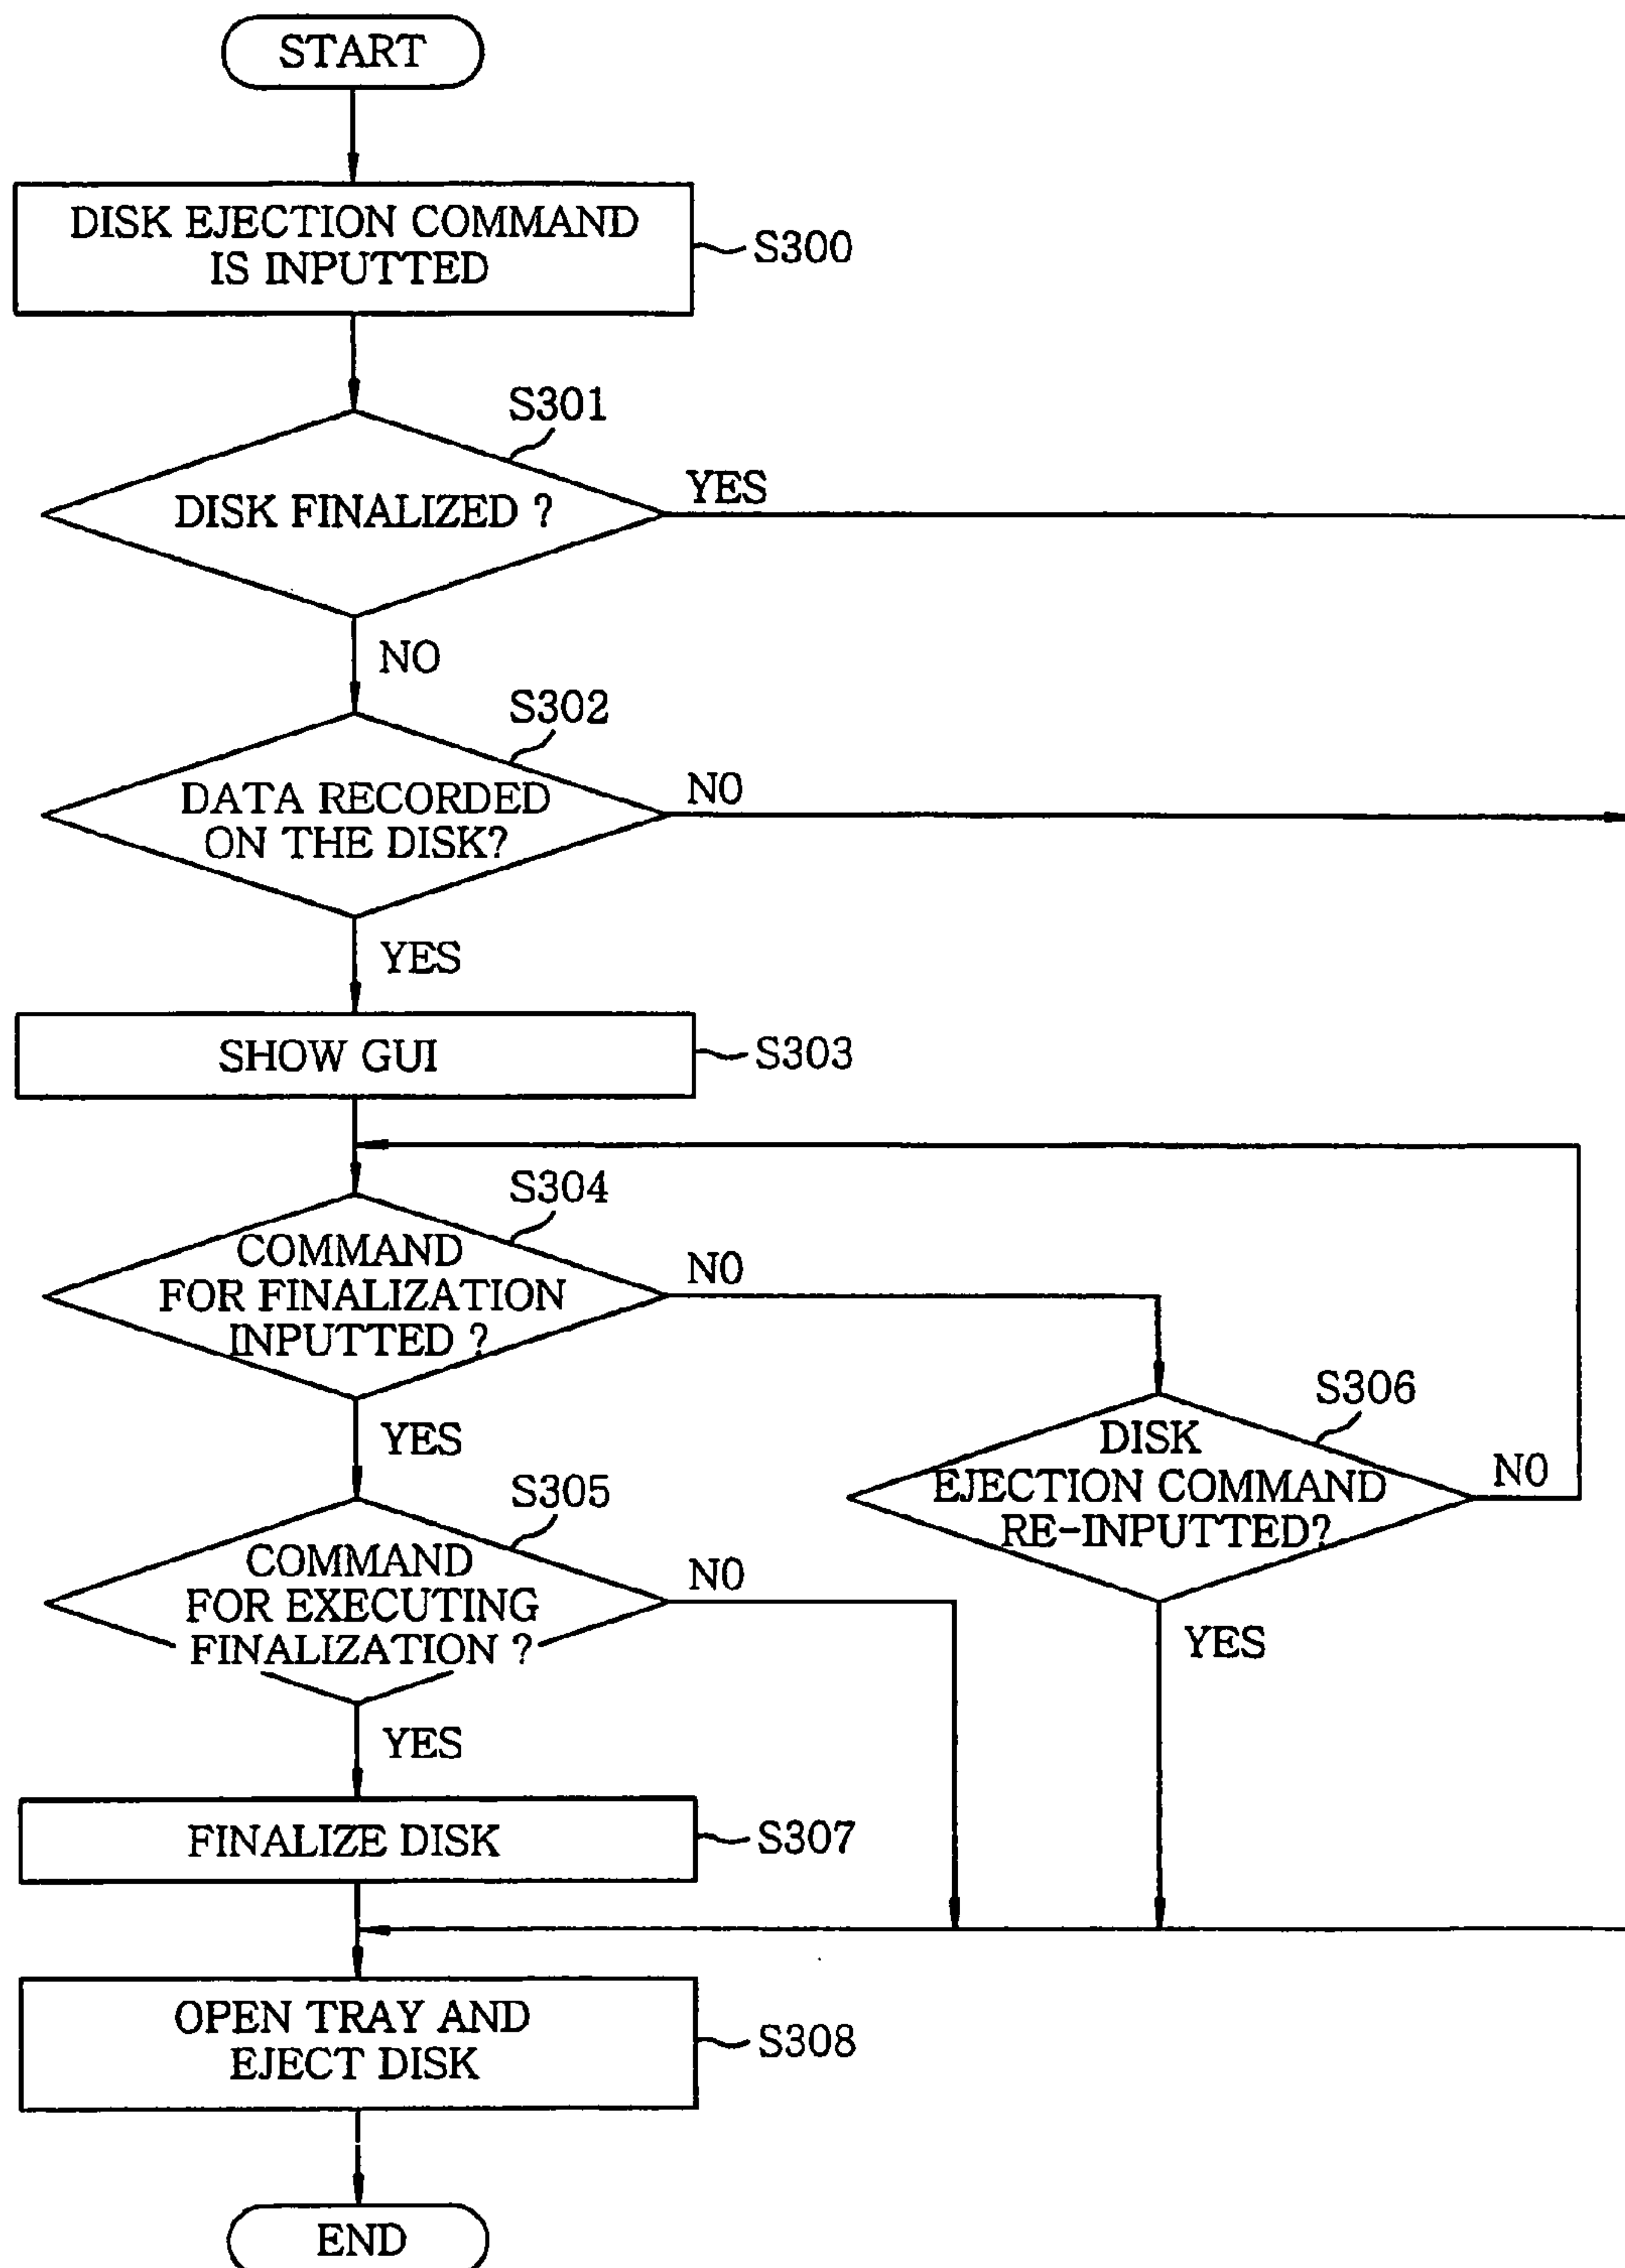 START
DISK EJECTION COMMAND
IS INPUTTED
S300
S301
DISK FINALIZED ?
YES
NO
S302
DATA RECORDED
ON THE DISK?
NO
YES
SHOW GUI
S303
S304
COMMAND
FOR FINALIZATION
INPUTTED ?
NO
YES
S306
DISK
EJECTION COMMAND
RE-INPUTTED?
NO
YES
S305
COMMAND
FOR EXECUTING
FINALIZATION ?
NO
YES
FINALIZE DISK
S307
OPEN TRAY AND
EJECT DISK
S308
END